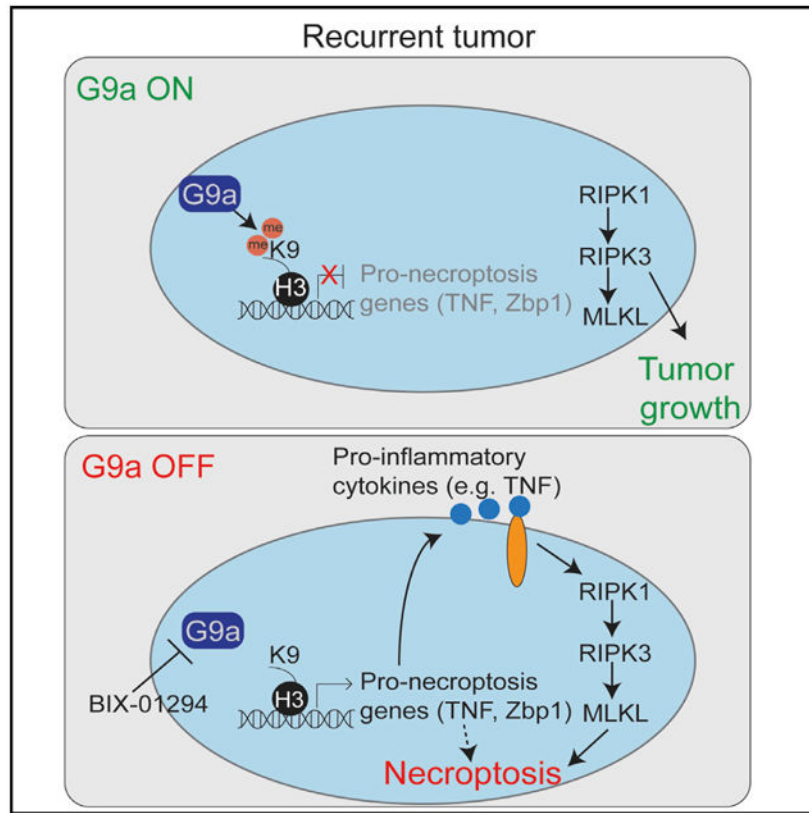 Recurrent tumor
G9a ON
G9a
me
me
K9
H3
X
Pro-necroptosis
genes (TNF, Zbp1)
RIPK1
RIPK3
MLKL
Tumor
growth
G9a OFF
Pro-inflammatory
cytokines (e.g. TNF)
G9a
BIX-01294
K9
H3
Pro-necroptosis
genes (TNF, Zbp1)
RIPK1
RIPK3
MLKL
Necroptosis